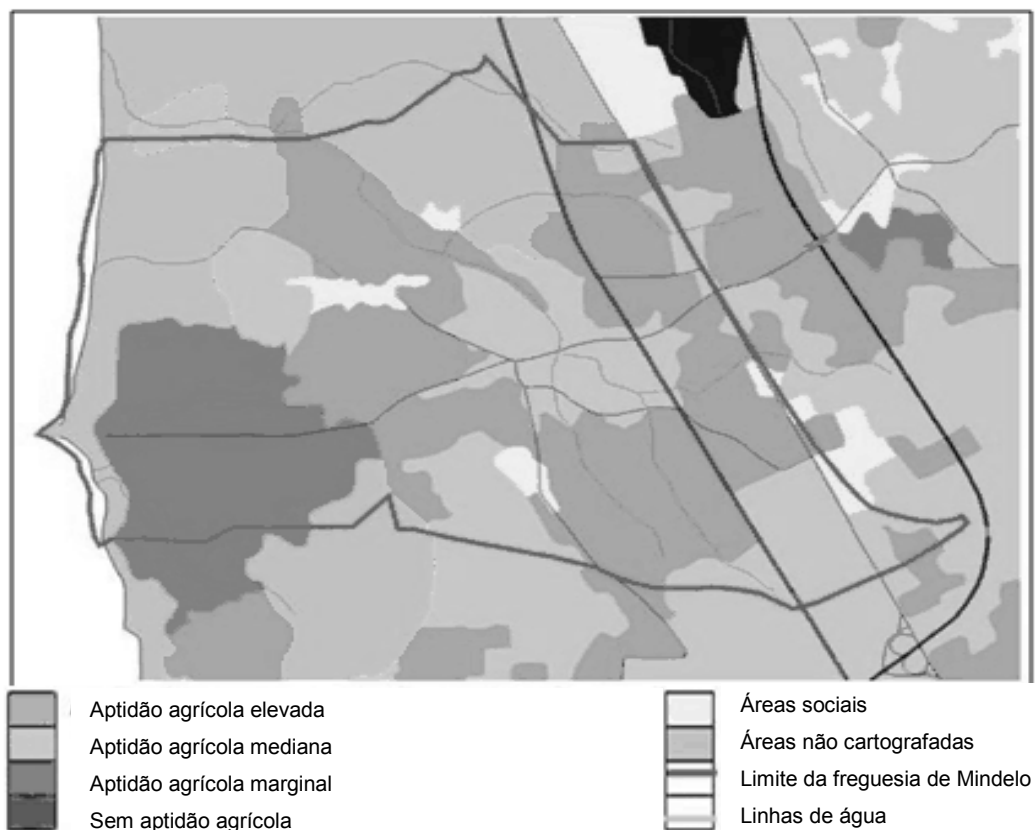 Aptidão agrícola elevada
Aptidão agrícola mediana
Aptidão agrícola marginal
Sem aptidão agrícola
Áreas sociais
Áreas não cartografadas
Limite da freguesia de Mindelo
Linhas de água